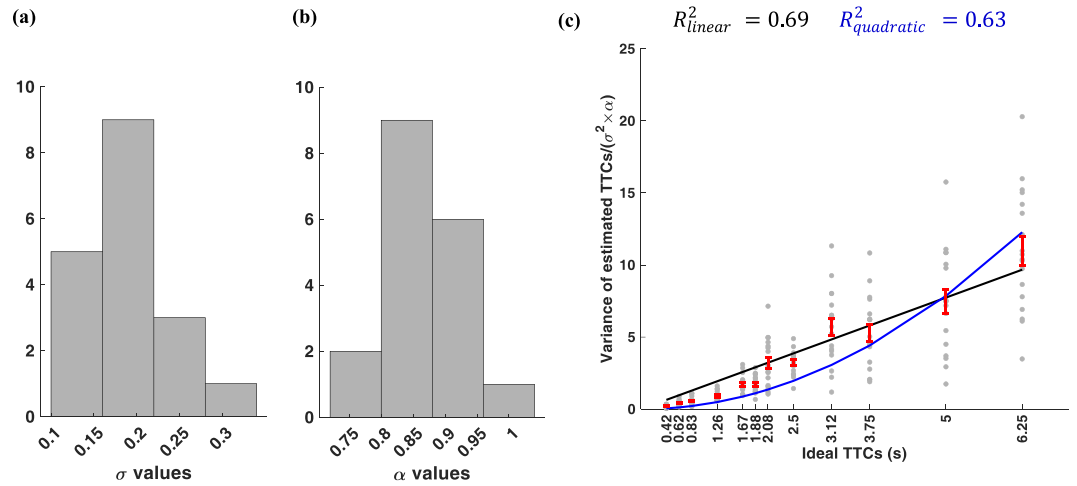 (a)
10
8
6
4
2
0
0.1 0.15 0.2 0.25 0.3
σ values
(b)
10
8
6
4
2
0
0.75 0.8 0.85 0.9 0.95 1
α values
(c)
R²linear = 0.69 R²quadratic = 0.63
Variance of estimated TTCs/(σ² × α)
25
20
15
10
5
0
0.42 0.62 0.83 1.26 1.67 1.88 2.08 2.5 3.12 3.75 5 6.25
Ideal TTCs (s)